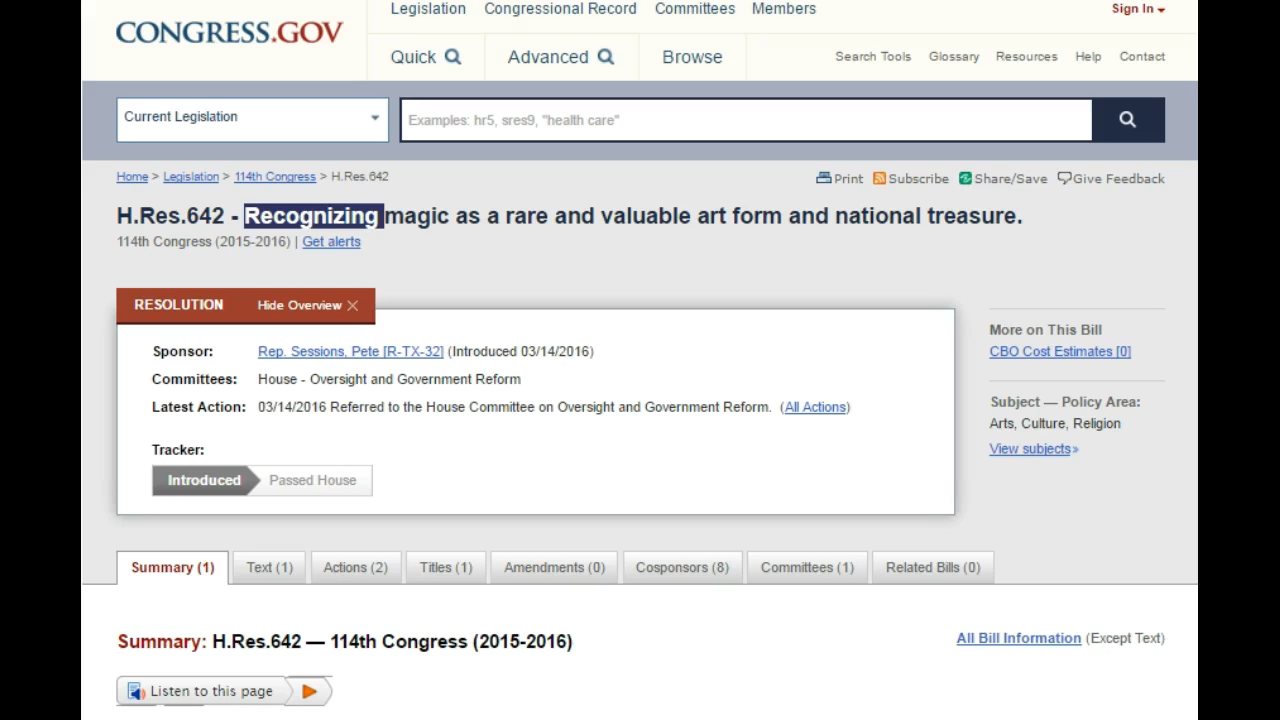 Legislation Congressional Record Committees Members Sign In
CONGRESS.GOV
Quick Advanced Browse Search Tools Glossary Resources Help Contact
Current Legislation Examples: hr5, sres9, "health care"
Home > Legislation > 114th Congress > H.Res.642 Print Subscribe Share/Save Give Feedback
H.Res.642 - Recognizing magic as a rare and valuable art form and national treasure.
114th Congress (2015-2016) | Get alerts
RESOLUTION Hide Overview X
Sponsor: Rep. Sessions, Pete [R-TX-32] (Introduced 03/14/2016)
Committees: House - Oversight and Government Reform
Latest Action: 03/14/2016 Referred to the House Committee on Oversight and Government Reform. (All Actions)
Tracker:
Introduced Passed House
More on This Bill
CBO Cost Estimates [0]
Subject — Policy Area:
Arts, Culture, Religion
View subjects»
Summary (1) Text (1) Actions (2) Titles (1) Amendments (0) Cosponsors (8) Committees (1) Related Bills (0)
Summary: H.Res.642 — 114th Congress (2015-2016) All Bill Information (Except Text)
Listen to this page